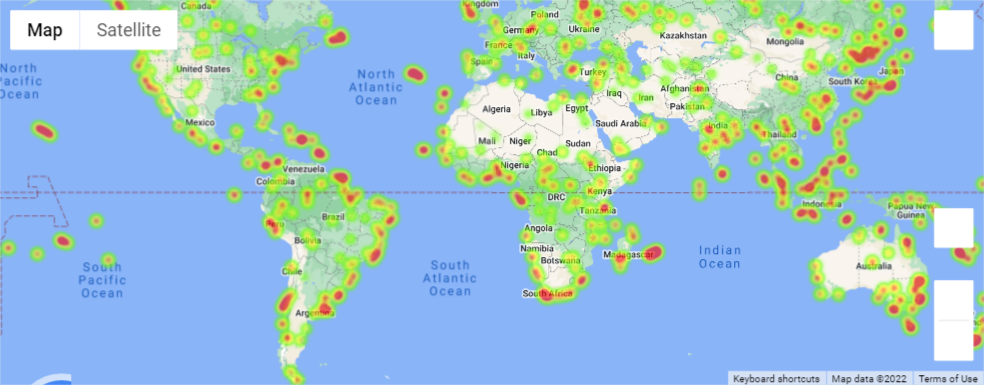 Canada
Kingdom
Poland
Map
Satellite
Germany
Ukraine
Kazakhstan
Mongolia
France
Italy
Spain
United States
North
Pacific
Ocean
North
Atlantic
Ocean
Turkey
China
Japan
South Korea
Iraq
Iran
Afghanistan
Pakistan
Algeria
Libya
Egypt
Saudi Arabia
India
Mexico
Mali
Niger
Chad
Sudan
Thailand
Venezuela
Nigeria
Ethiopia
Colombia
DRC
Kenya
Indonesia
Papua New
Guinea
Peru
Brazil
Tanzania
Angola
Bolivia
Namibia
Botswana
Madagascar
Indian
Ocean
South
Pacific
Ocean
South
Atlantic
Ocean
Chile
Australia
South Africa
Argentina
Keyboard shortcuts
Map data ©2022
Terms of Use